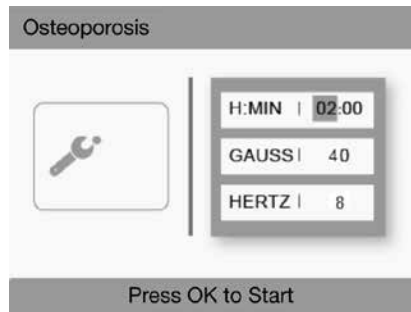 Osteoporosis
H:MIN | 02:00
GAUSS | 40
HERTZ | 8
Press OK to Start